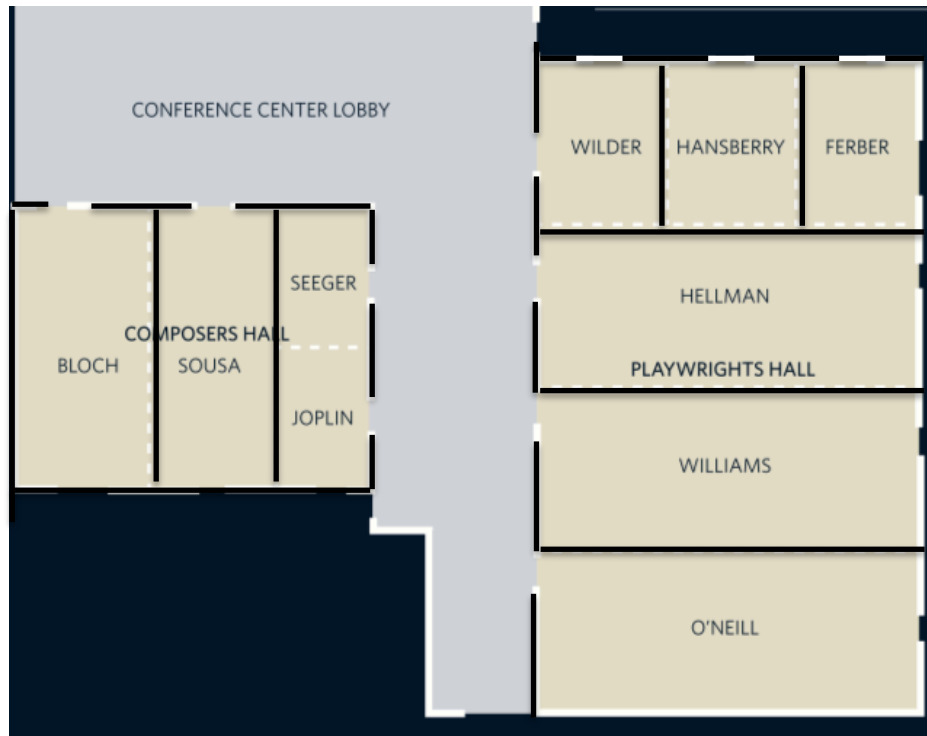 CONFERENCE CENTER LOBBY
WILDER
HANSBERRY
FERBER
SEEGER
HELLMAN
COMPOSERS HALL
BLOCH
SOUSA
PLAYWRIGHTS HALL
JOPLIN
WILLIAMS
O'NEILL